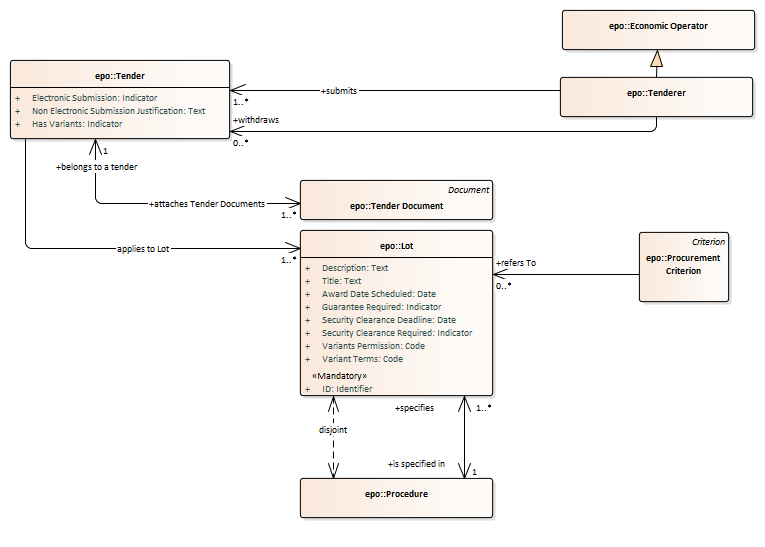 epo::Economic Operator
epo::Tender
+ Electronic Submission: Indicator
+ Non Electronic Submission Justification: Text
+ Has Variants: Indicator
+submits
1..*
epo::Tenderer
+withdraws
0..*
1
+belongs to a tender
+attaches Tender Documents
1..*
Document
epo::Tender Document
applies to Lot
1..*
epo::Lot
+ Description: Text
+ Title: Text
+ Award Date Scheduled: Date
+ Guarantee Required: Indicator
+ Security Clearance Deadline: Date
+ Security Clearance Required: Indicator
+ Variants Permission: Code
+ Variant Terms: Code
«Mandatory»
+ ID: Identifier
+refers To
0..*
Criterion
epo::Procurement
Criterion
+specifies
1..*
disjoint
+is specified in
1
epo::Procedure